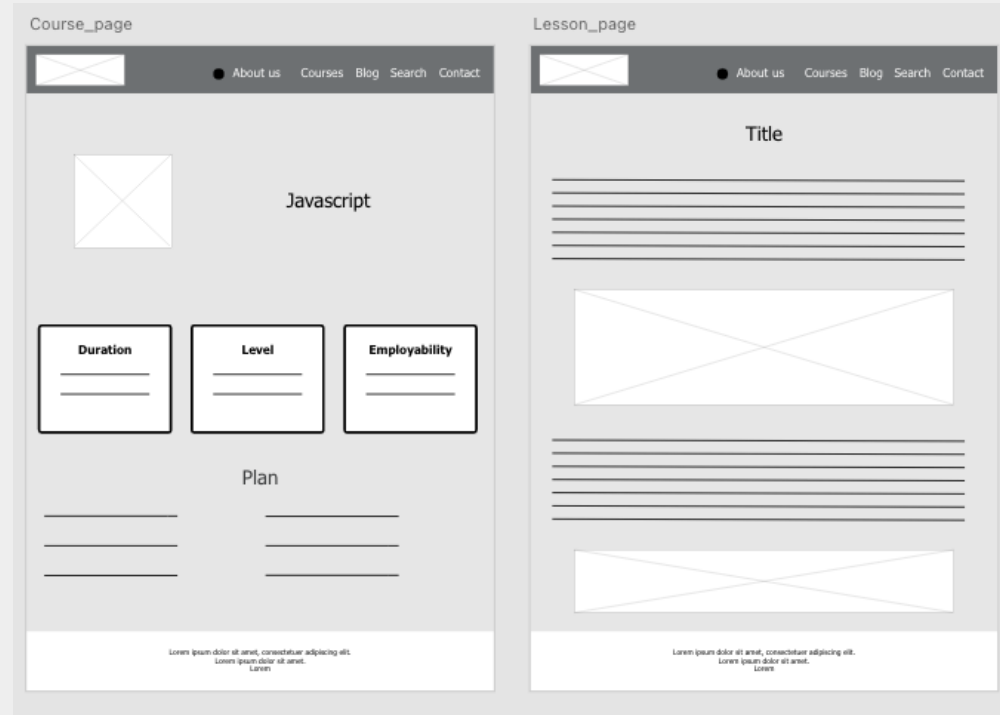 Course_page
About us Courses Blog Search Contact
Javascript
Duration
Level
Employability
Plan
Lorem ipsum dolor sit amet, consectetuer adipiscing elit.
Lorem ipsum dolor sit amet.
Lorem
Lesson_page
About us Courses Blog Search Contact
Title
Lorem ipsum dolor sit amet, consectetuer adipiscing elit.
Lorem ipsum dolor sit amet.
Lorem